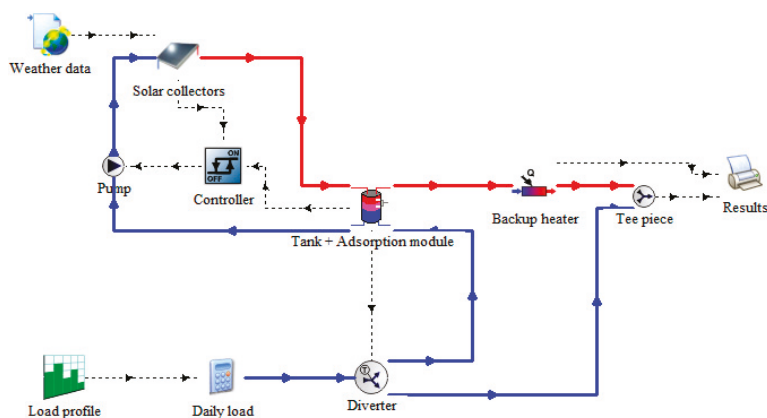 Weather data
Solar collectors
Pump
ON
OFF
Controller
Tank + Adsorption module
Q
Backup heater
Tee piece
Results
Load profile
Daily load
T
Diverter